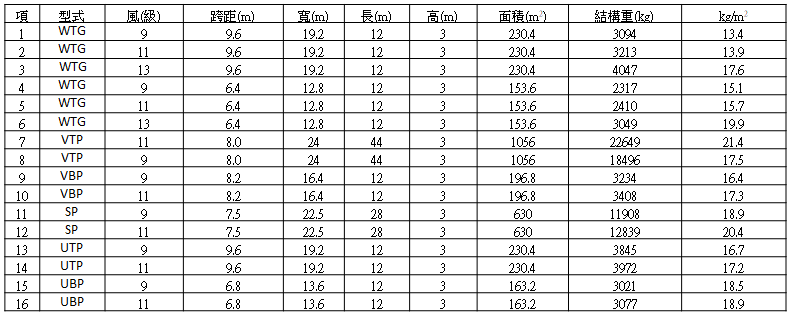 項 型式 風(級) 跨距(m) 寬(m) 長(m) 高(m) 面積(m²) 結構重(kg) kg/m²
1 WTG 9 9.6 19.2 12 3 230.4 3094 13.4
2 WTG 11 9.6 19.2 12 3 230.4 3213 13.9
3 WTG 13 9.6 19.2 12 3 230.4 4047 17.6
4 WTG 9 6.4 12.8 12 3 153.6 2317 15.1
5 WTG 11 6.4 12.8 12 3 153.6 2410 15.7
6 WTG 13 6.4 12.8 12 3 153.6 3049 19.9
7 VTP 11 8.0 24 44 3 1056 22649 21.4
8 VTP 9 8.0 24 44 3 1056 18496 17.5
9 VBP 9 8.2 16.4 12 3 196.8 3234 16.4
10 VBP 11 8.2 16.4 12 3 196.8 3408 17.3
11 SP 9 7.5 22.5 28 3 630 11908 18.9
12 SP 11 7.5 22.5 28 3 630 12839 20.4
13 UTP 9 9.6 19.2 12 3 230.4 3845 16.7
14 UTP 11 9.6 19.2 12 3 230.4 3972 17.2
15 UBP 9 6.8 13.6 12 3 163.2 3021 18.5
16 UBP 11 6.8 13.6 12 3 163.2 3077 18.9